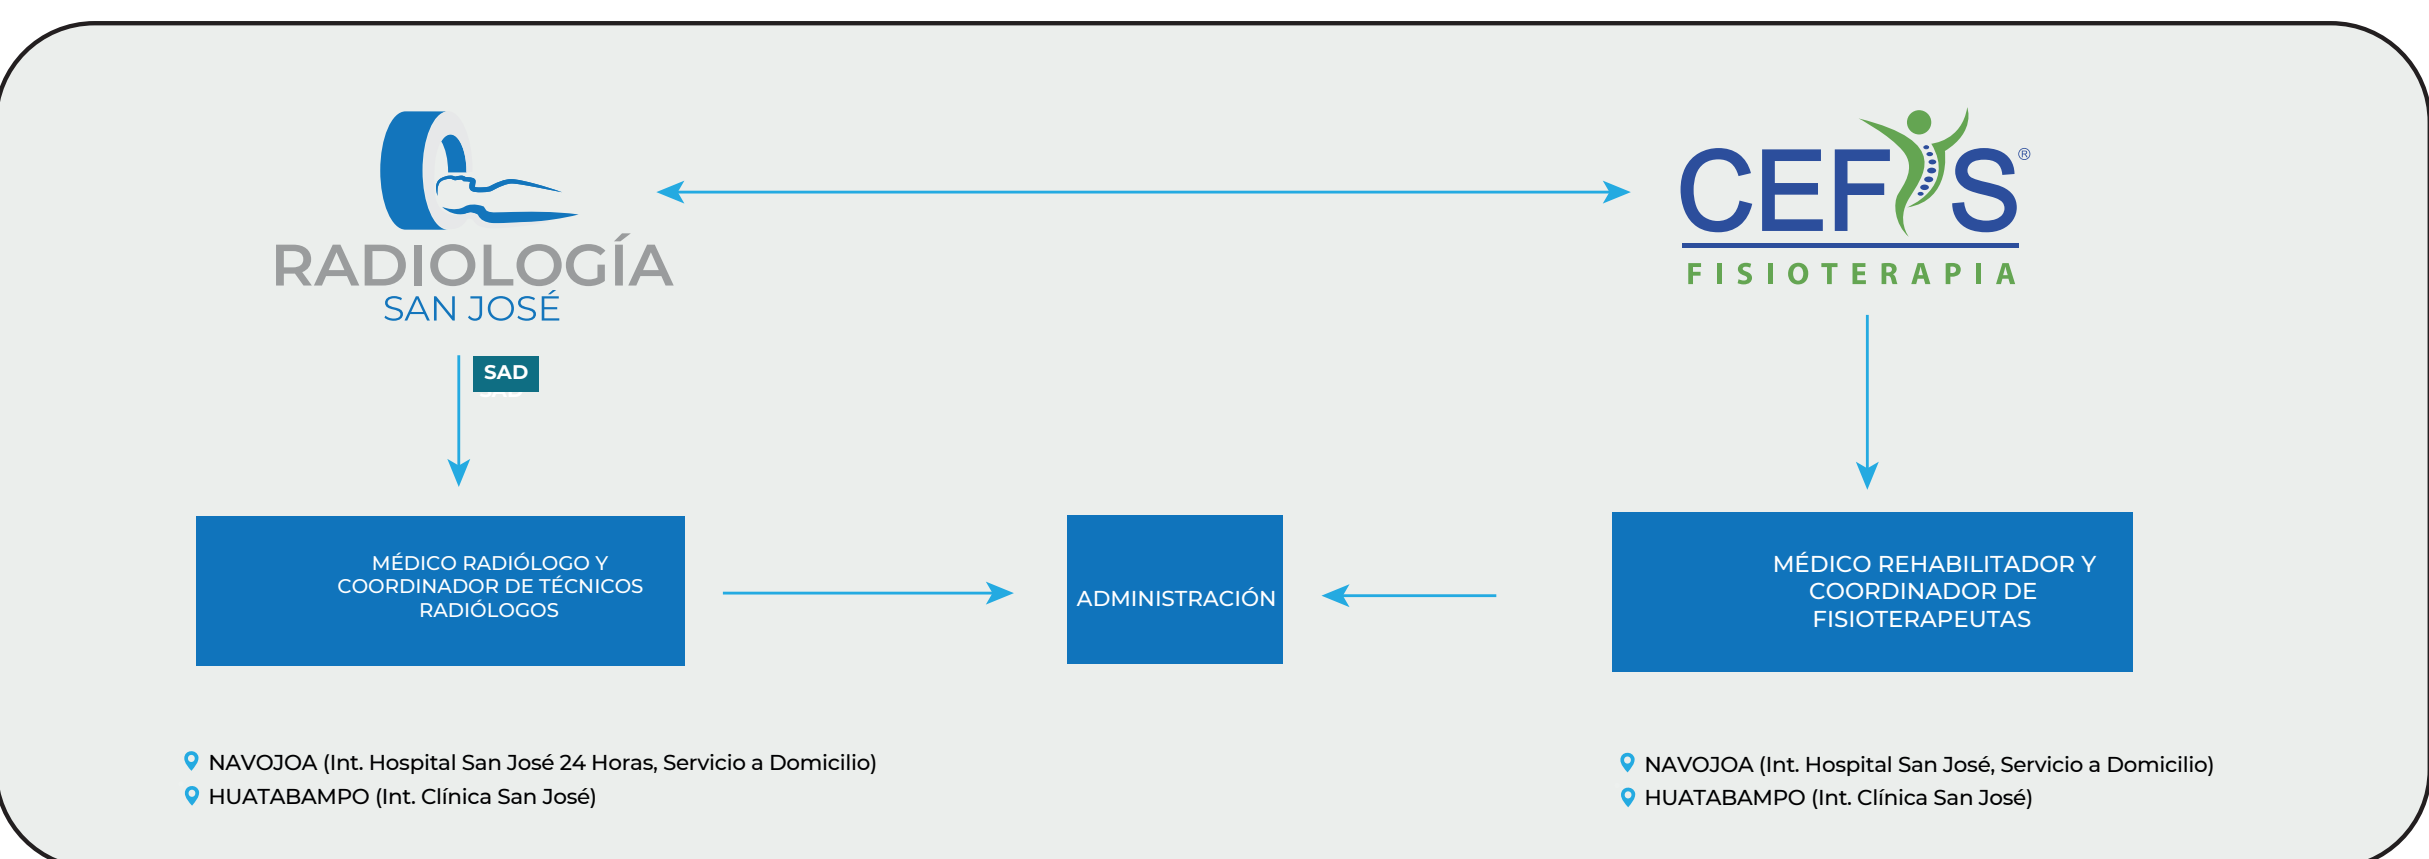 RADIOLOGÍA
SAN JOSÉ
CEFIS®
FISIOTERAPIA
SAD
SAD
MÉDICO RADIÓLOGO Y
COORDINADOR DE TÉCNICOS
RADIÓLOGOS
ADMINISTRACIÓN
MÉDICO REHABILITADOR Y
COORDINADOR DE
FISIOTERAPEUTAS
NAVOJOA (Int. Hospital San José 24 Horas, Servicio a Domicilio)
HUATABAMPO (Int. Clínica San José)
NAVOJOA (Int. Hospital San José, Servicio a Domicilio)
HUATABAMPO (Int. Clínica San José)